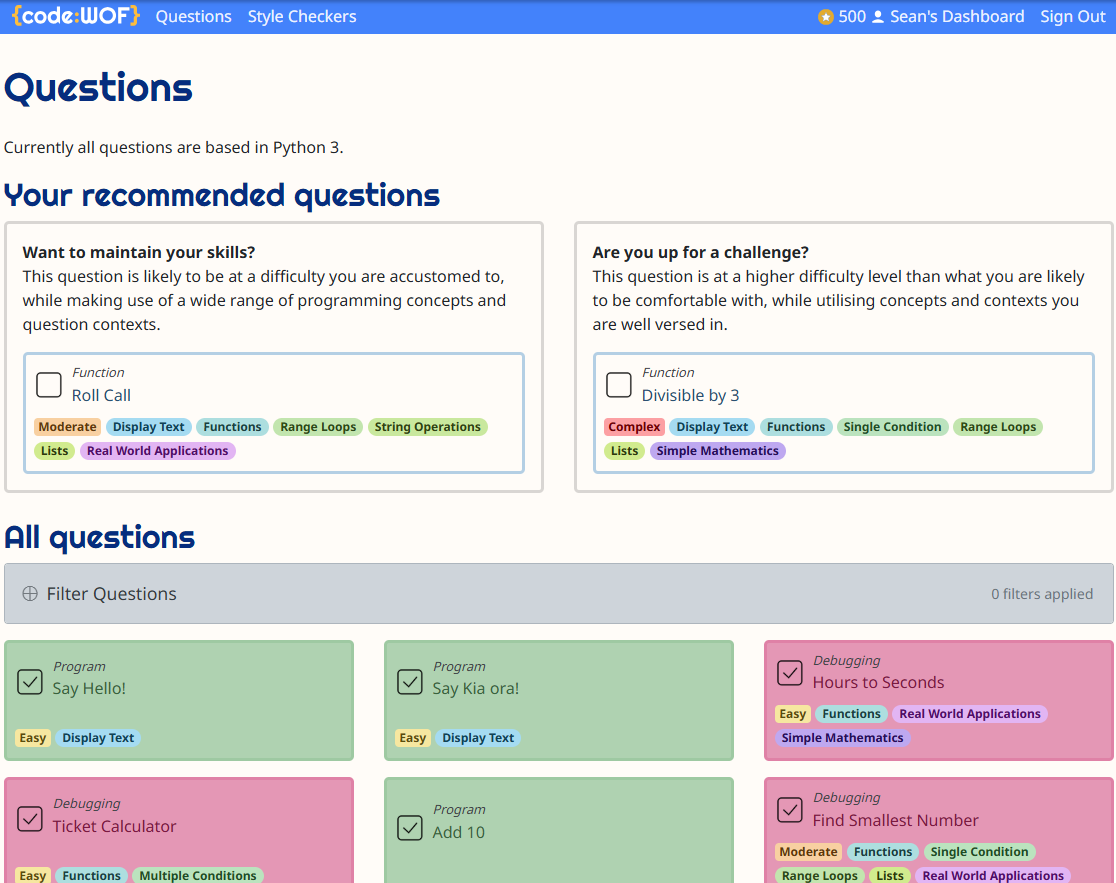 {code:WOF} Questions Style Checkers 500 Sean's Dashboard Sign Out
Questions
Currently all questions are based in Python 3.
Your recommended questions
Want to maintain your skills?
This question is likely to be at a difficulty you are accustomed to,
while making use of a wide range of programming concepts and
question contexts.
Function
Roll Call
Moderate Display Text Functions Range Loops String Operations
Lists Real World Applications
Are you up for a challenge?
This question is at a higher difficulty level than what you are likely
to be comfortable with, while utilising concepts and contexts you
are well versed in.
Function
Divisible by 3
Complex Display Text Functions Single Condition Range Loops
Lists Simple Mathematics
All questions
Filter Questions 0 filters applied
Program
Say Hello!
Easy Display Text
Program
Say Kia ora!
Easy Display Text
Debugging
Hours to Seconds
Easy Functions Real World Applications
Simple Mathematics
Debugging
Ticket Calculator
Easy Functions Multiple Conditions
Program
Add 10
Debugging
Find Smallest Number
Moderate Functions Single Condition
Range Loops Lists Real World Applications